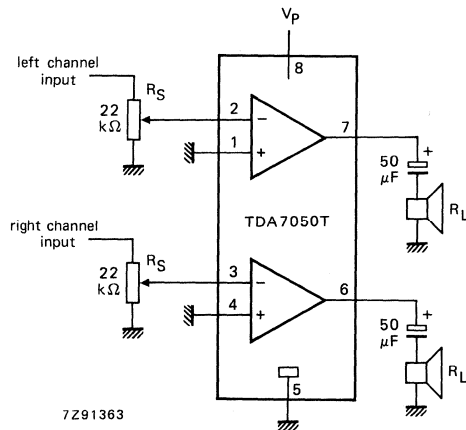 V_P
8
left channel
input
R_S
22
kΩ
2
−
1
+
7
50
μF
+
R_L
TDA7050T
right channel
input
R_S
22
kΩ
3
−
4
+
6
50
μF
+
R_L
5
7Z91363